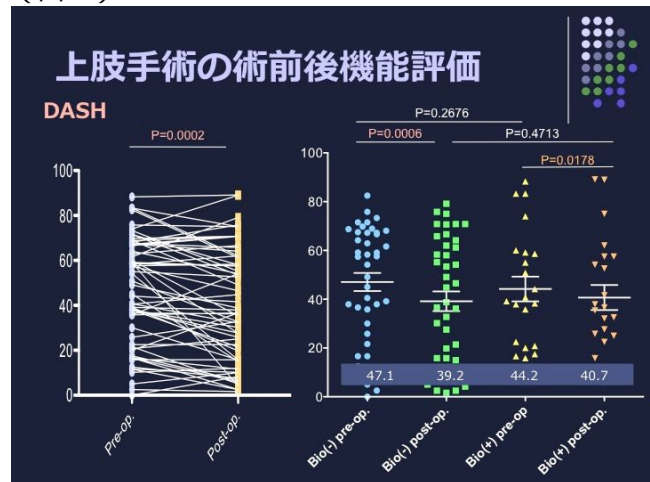 上肢手術の術前後機能評価
DASH
P=0.0002
100
80
60
40
20
0
Pre-op.
Post-op.
P=0.2676
P=0.0006
P=0.4713
P=0.0178
100
80
60
40
20
0
47.1
39.2
44.2
40.7
Bio(-) pre-op.
Bio(-) post-op.
Bio(+) pre-op
Bio(+) post-op.